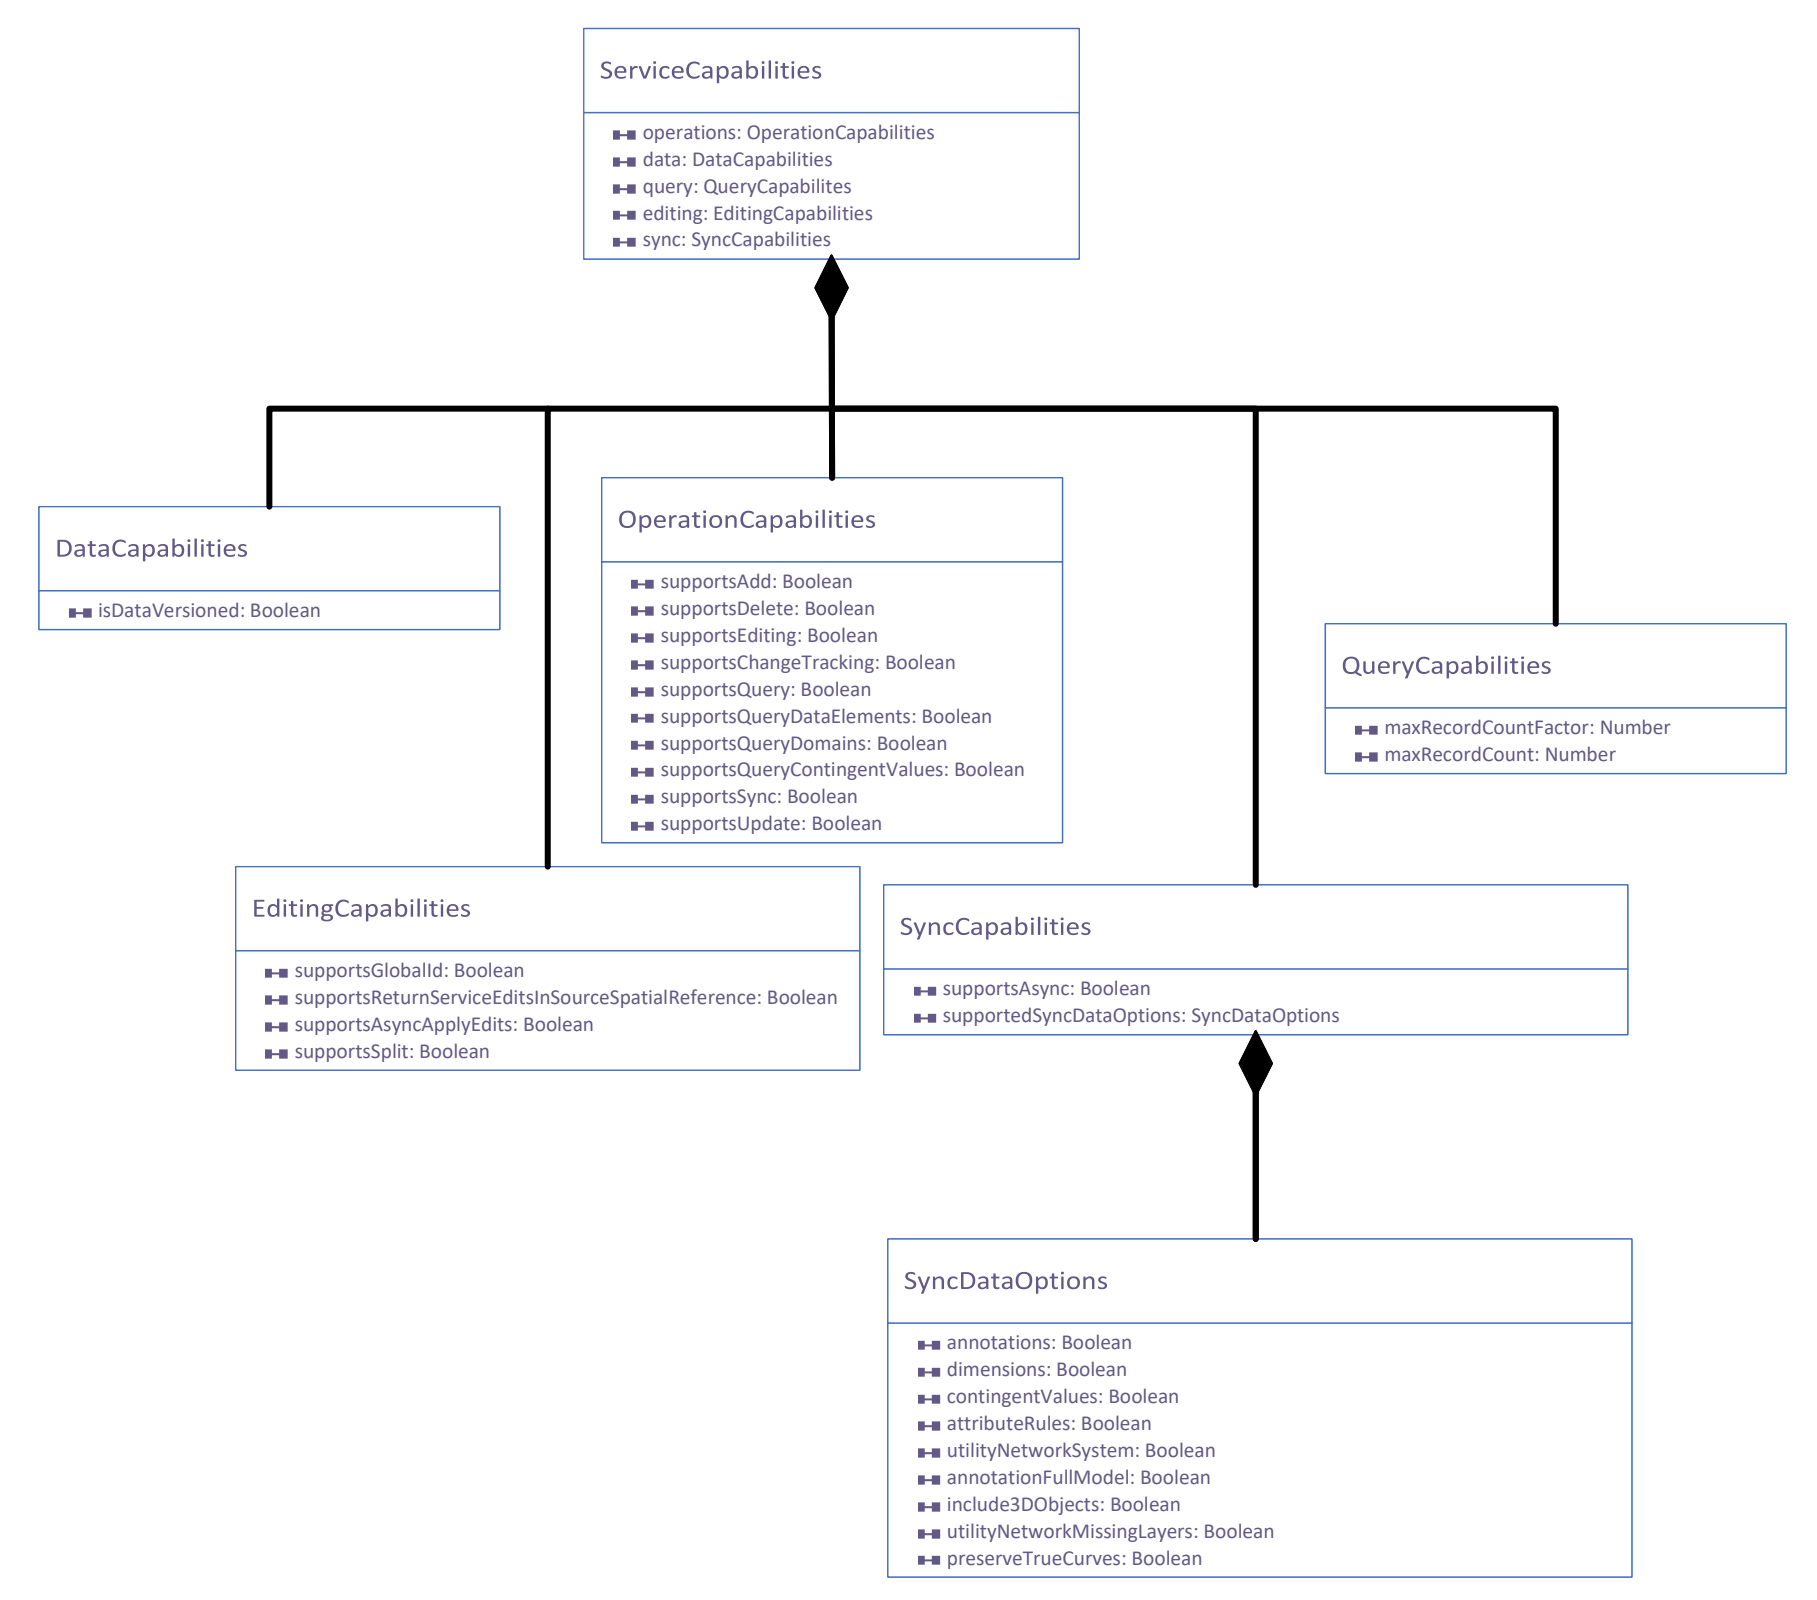 ServiceCapabilities
operations: OperationCapabilities
data: DataCapabilities
query: QueryCapabilites
editing: EditingCapabilities
sync: SyncCapabilities
DataCapabilities
isDataVersioned: Boolean
OperationCapabilities
supportsAdd: Boolean
supportsDelete: Boolean
supportsEditing: Boolean
supportsChangeTracking: Boolean
supportsQuery: Boolean
supportsQueryDataElements: Boolean
supportsQueryDomains: Boolean
supportsQueryContingentValues: Boolean
supportsSync: Boolean
supportsUpdate: Boolean
QueryCapabilities
maxRecordCountFactor: Number
maxRecordCount: Number
EditingCapabilities
supportsGlobalId: Boolean
supportsReturnServiceEditsInSourceSpatialReference: Boolean
supportsAsyncApplyEdits: Boolean
supportsSplit: Boolean
SyncCapabilities
supportsAsync: Boolean
supportedSyncDataOptions: SyncDataOptions
SyncDataOptions
annotations: Boolean
dimensions: Boolean
contingentValues: Boolean
attributeRules: Boolean
utilityNetworkSystem: Boolean
annotationFullModel: Boolean
include3DObjects: Boolean
utilityNetworkMissingLayers: Boolean
preserveTrueCurves: Boolean